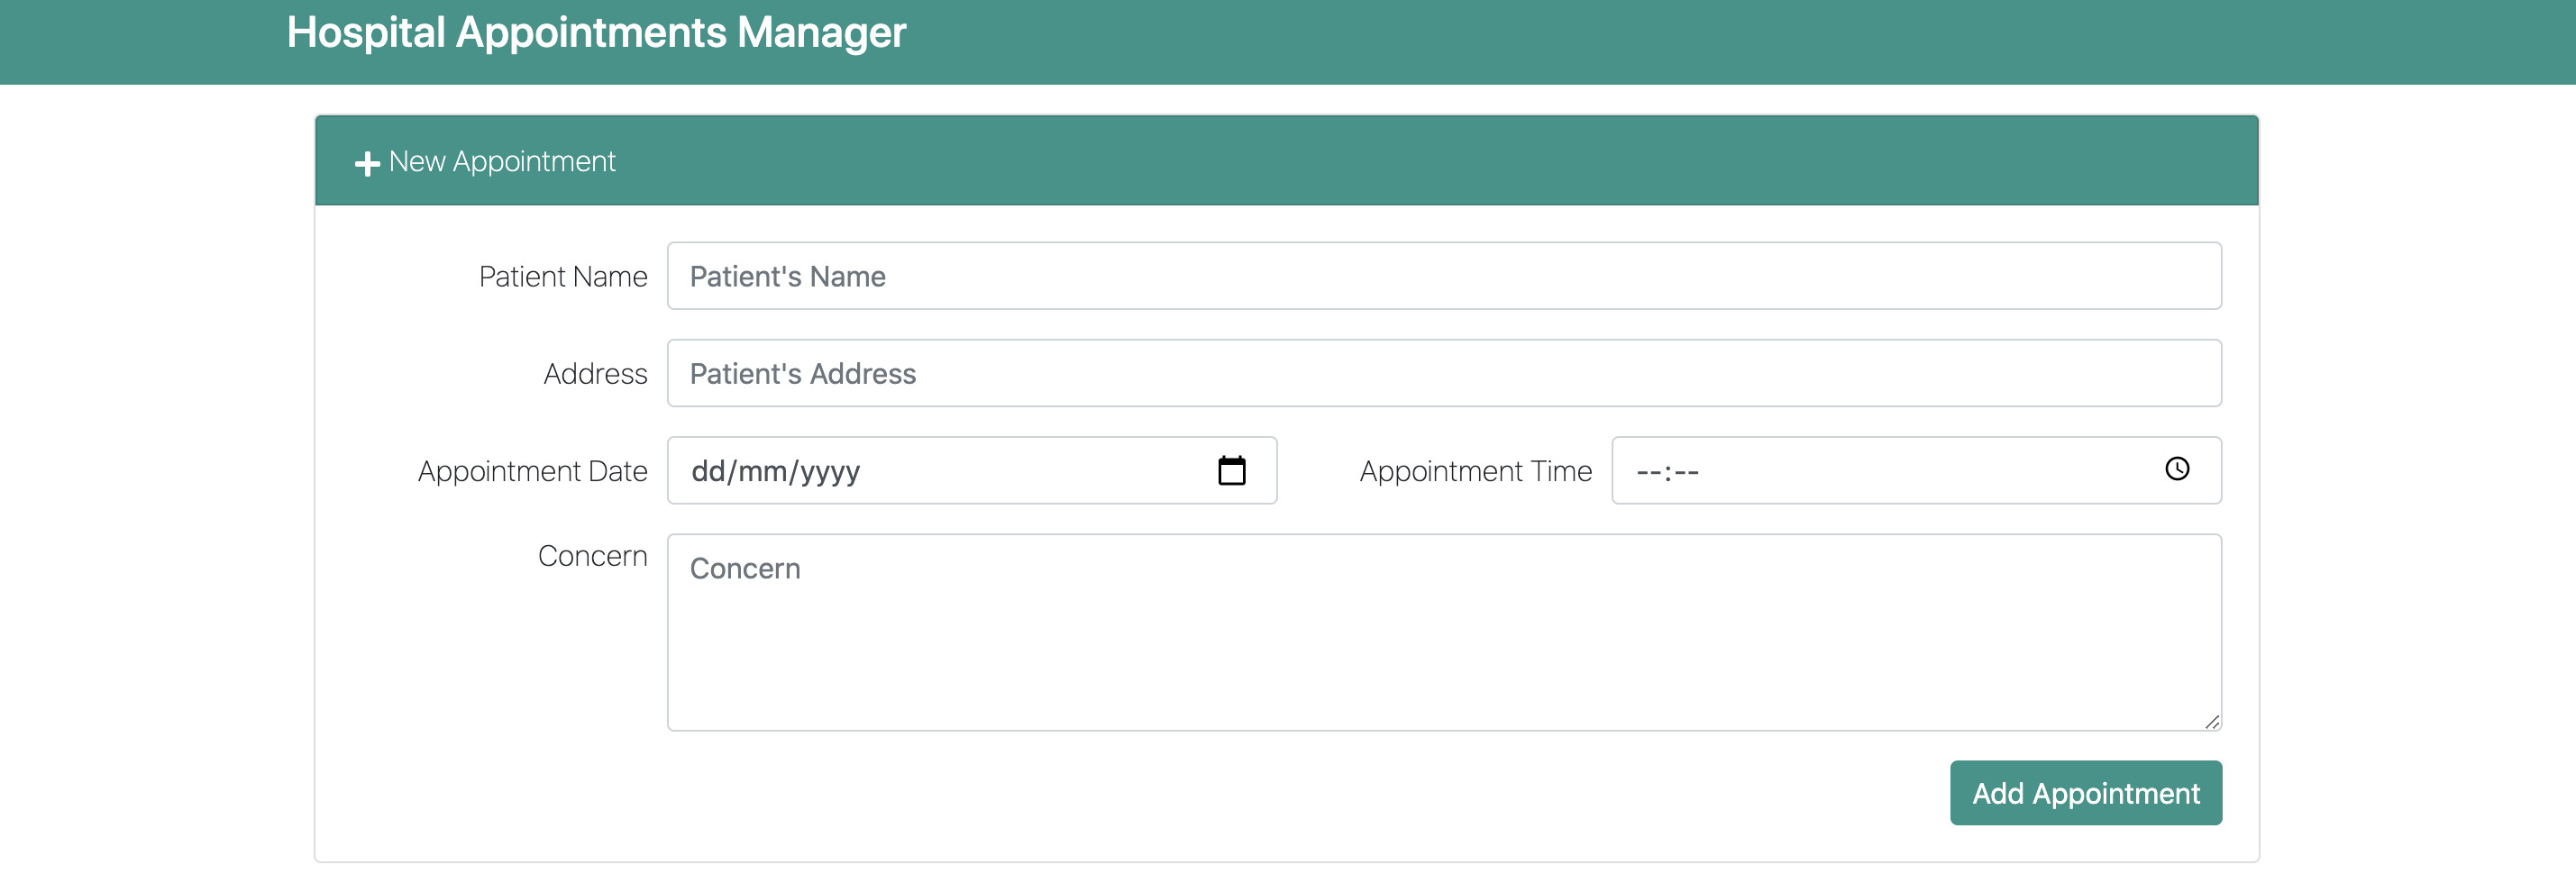 Hospital Appointments Manager
New Appointment
Patient Name Patient's Name
Address Patient's Address
Appointment Date dd/mm/yyyy Appointment Time --:--
Concern Concern
Add Appointment